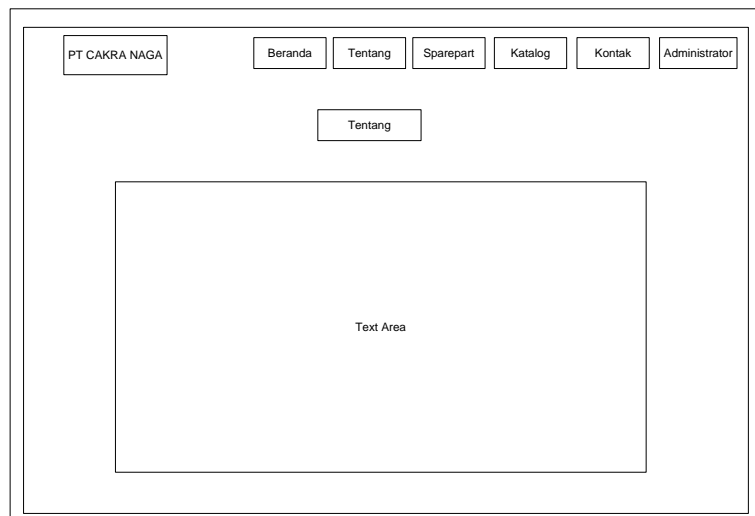 PT CAKRA NAGA
Beranda
Tentang
Sparepart
Katalog
Kontak
Administrator
Tentang
Text Area